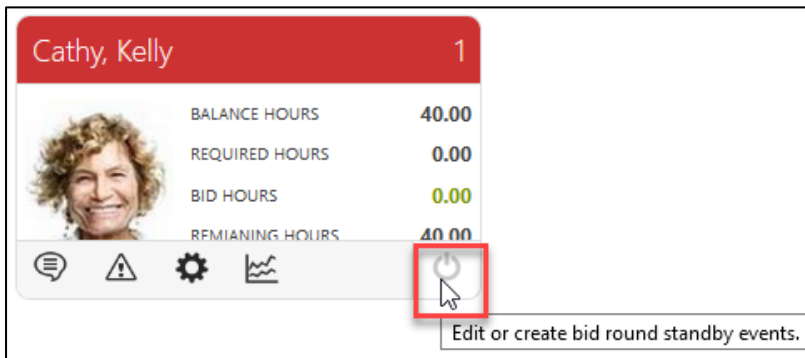 Cathy, Kelly 1
BALANCE HOURS 40.00
REQUIRED HOURS 0.00
BID HOURS 0.00
REMIANING HOURS 40.00
Edit or create bid round standby events.